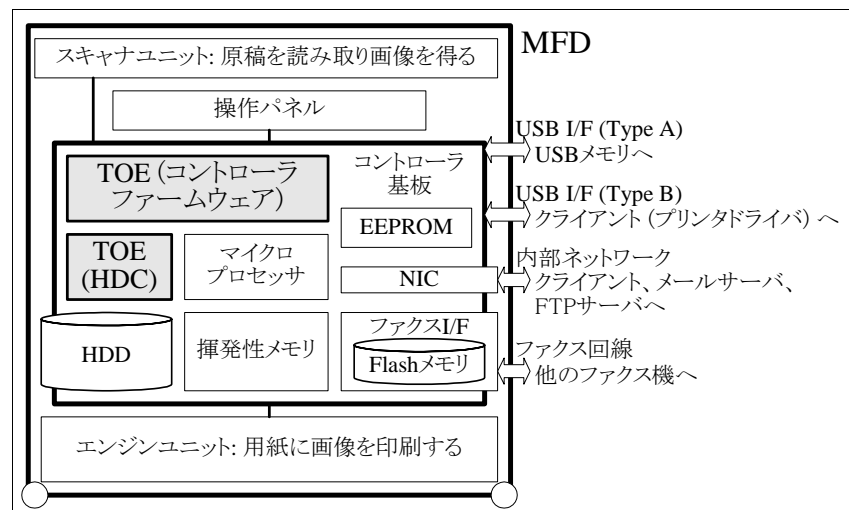 MFD
スキャナユニット: 原稿を読み取り画像を得る
操作パネル
USB I/F (Type A)
USBメモリへ
TOE (コントローラ
ファームウェア)
コントローラ
基板
USB I/F (Type B)
クライアント (プリンタドライバ) へ
EEPROM
TOE
(HDC)
マイクロ
プロセッサ
NIC
内部ネットワーク
クライアント、メールサーバ、
FTPサーバへ
HDD
揮発性メモリ
ファクスI/F
Flashメモリ
ファクス回線
他のファクス機へ
エンジンユニット: 用紙に画像を印刷する